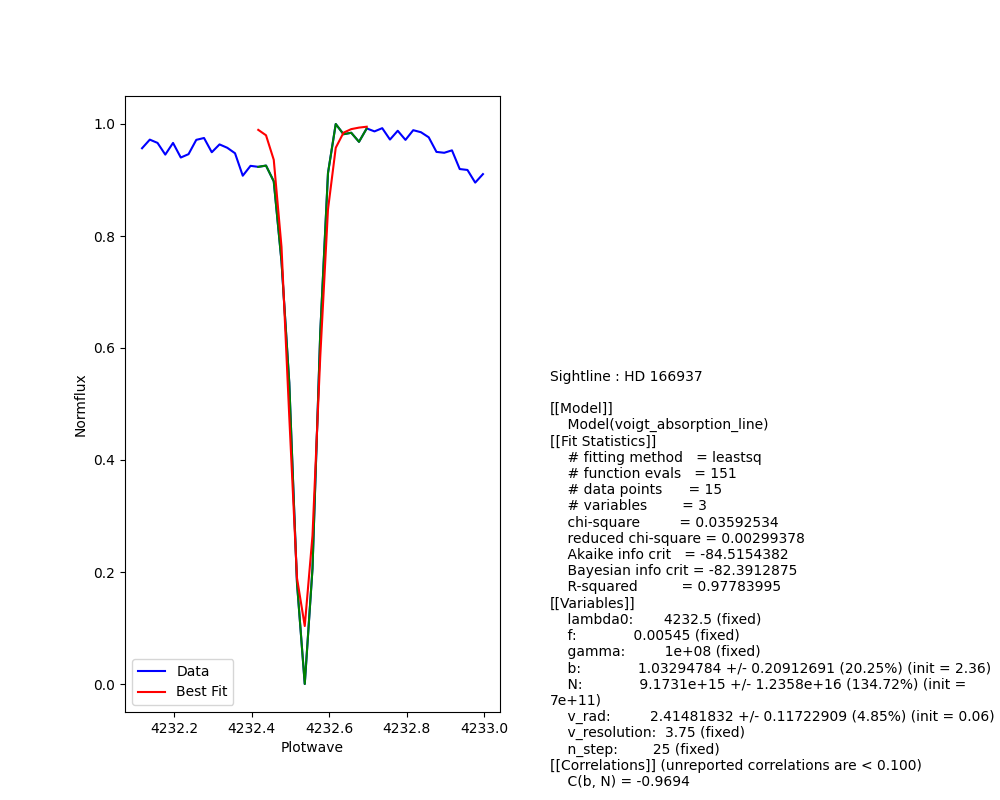 1.0
0.8
0.6
0.4
0.2
0.0
Normflux
Data
Best Fit
4232.2 4232.4 4232.6 4232.8 4233.0
Plotwave
Sightline : HD 166937
[[Model]]
Model(voigt_absorption_line)
[[Fit Statistics]]
# fitting method = leastsq
# function evals = 151
# data points = 15
# variables = 3
chi-square = 0.03592534
reduced chi-square = 0.00299378
Akaike info crit = -84.5154382
Bayesian info crit = -82.3912875
R-squared = 0.97783995
[[Variables]]
lambda0: 4232.5 (fixed)
f: 0.00545 (fixed)
gamma: 1e+08 (fixed)
b: 1.03294784 +/- 0.20912691 (20.25%) (init = 2.36)
N: 9.1731e+15 +/- 1.2358e+16 (134.72%) (init =
7e+11)
v_rad: 2.41481832 +/- 0.11722909 (4.85%) (init = 0.06)
v_resolution: 3.75 (fixed)
n_step: 25 (fixed)
[[Correlations]] (unreported correlations are < 0.100)
C(b, N) = -0.9694